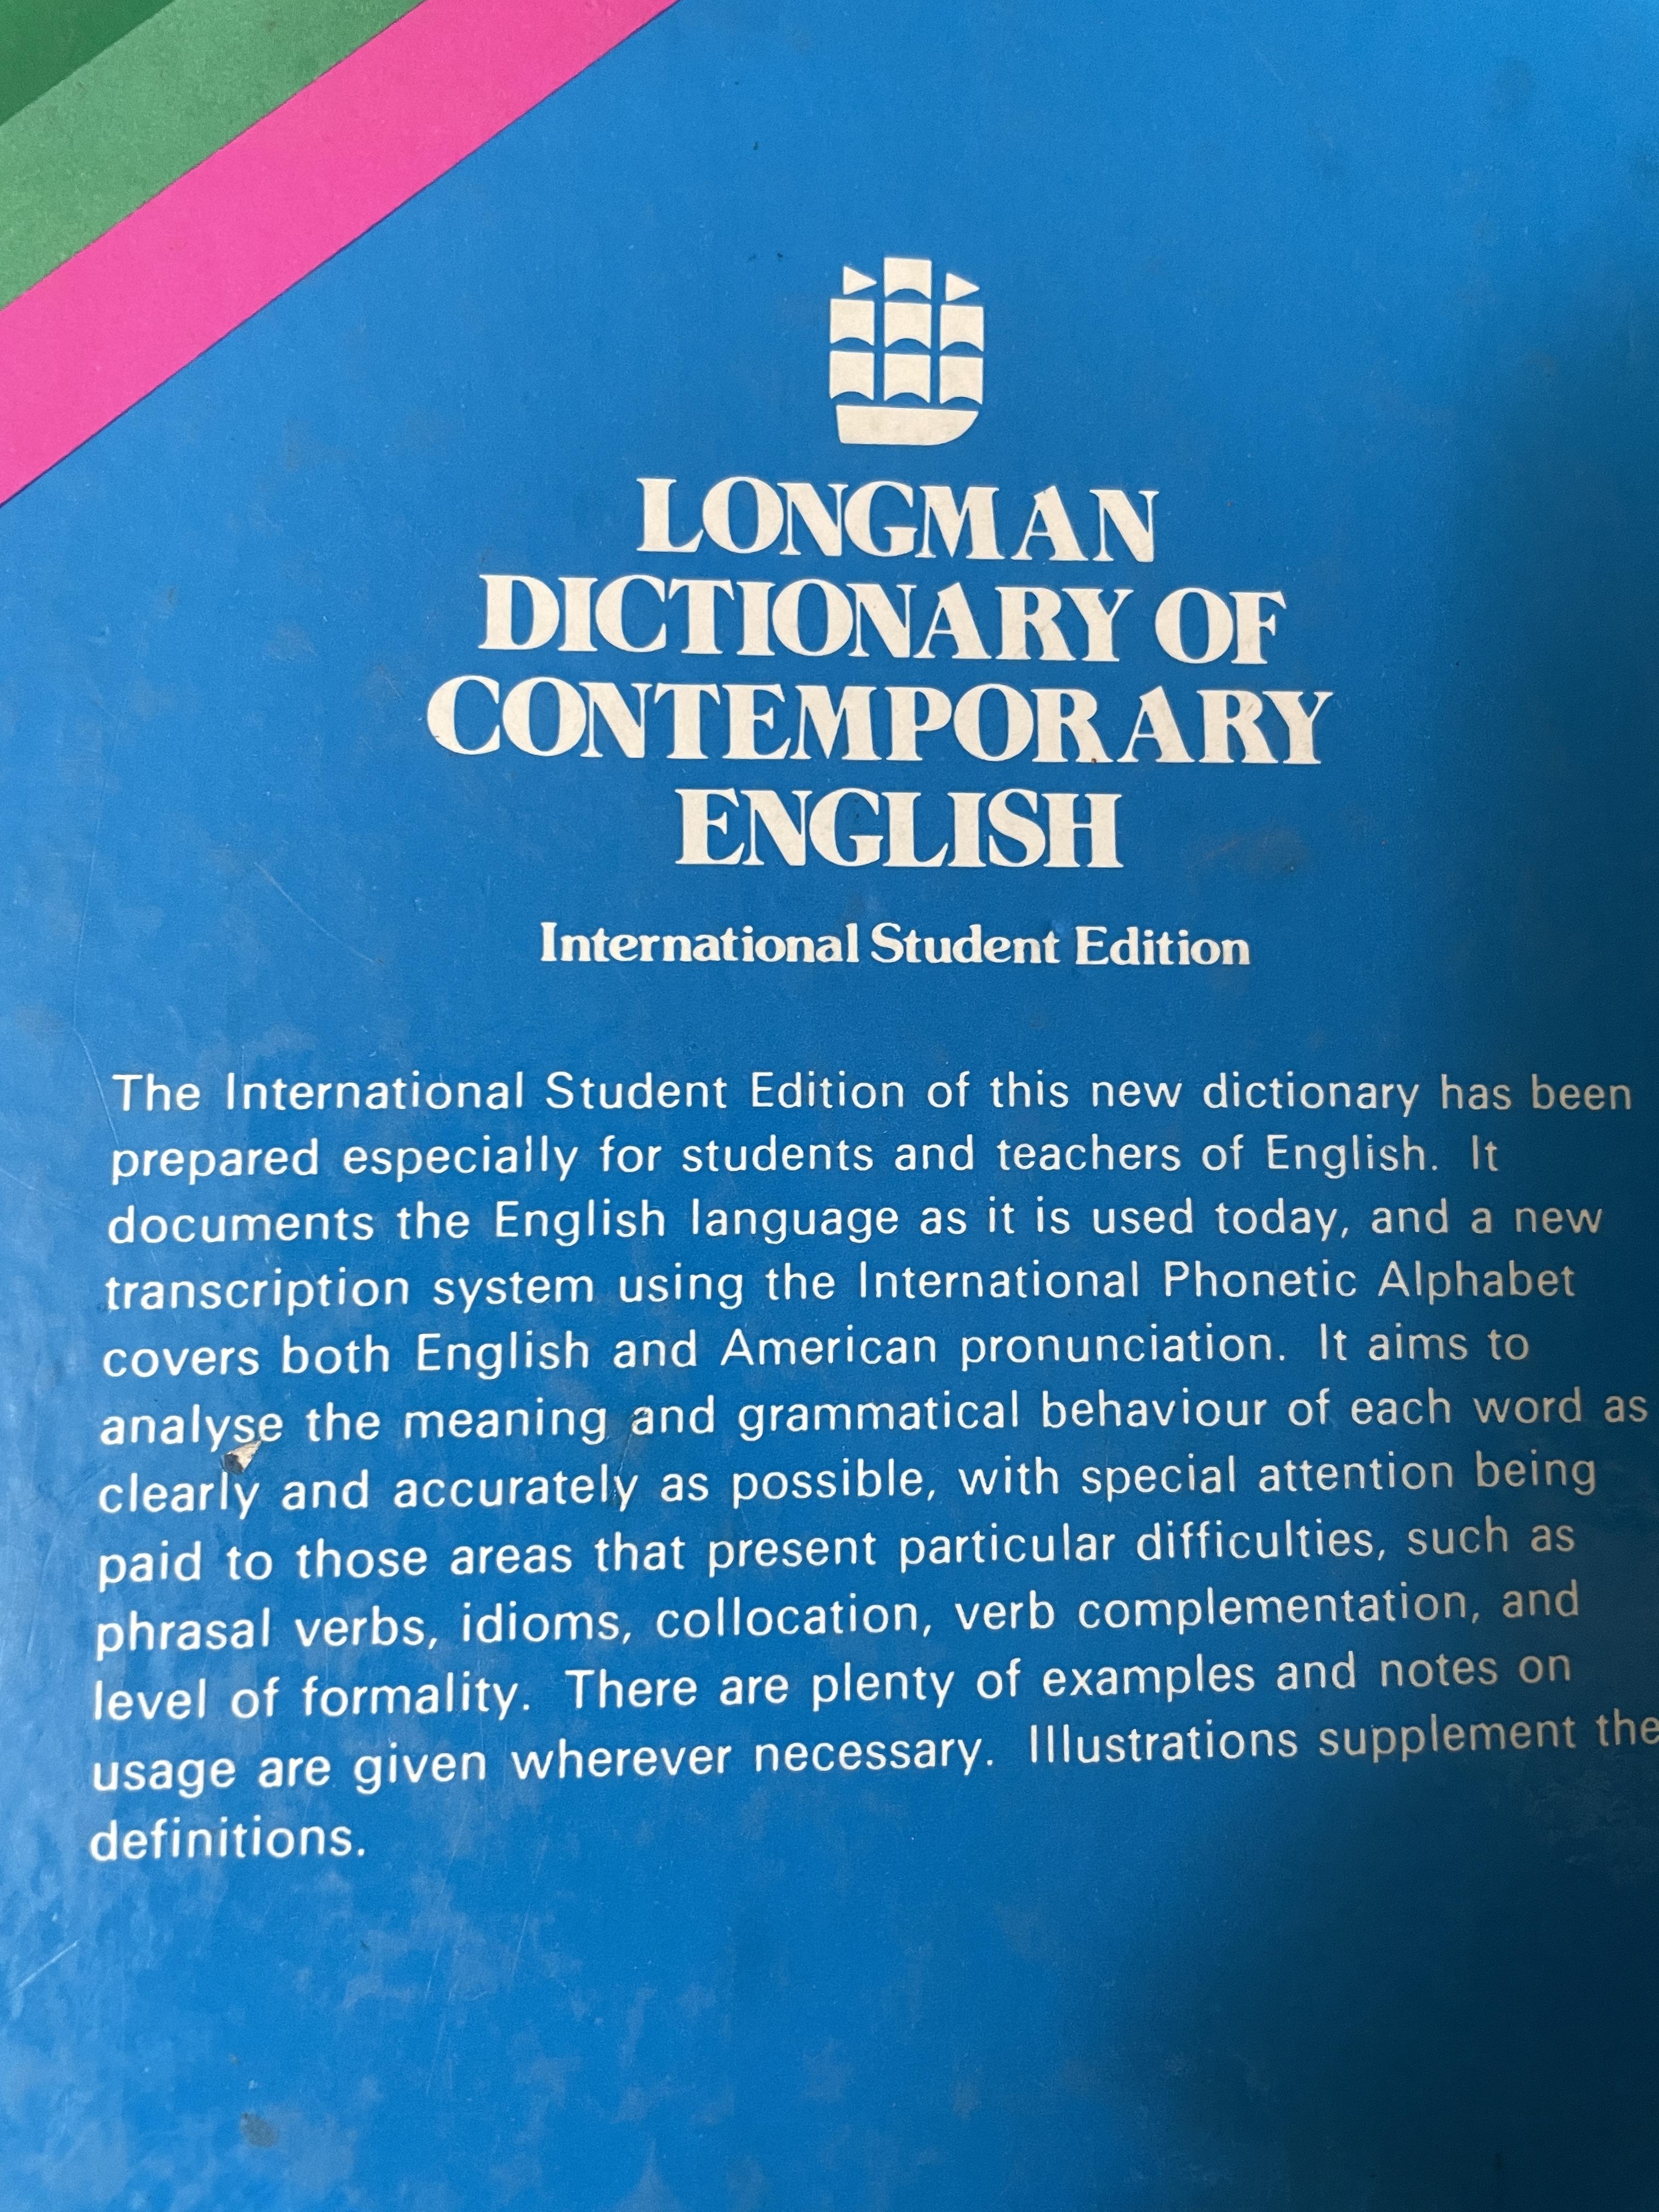 LONGMAN
DICTIONARY OF
CONTEMPORARY
ENGLISH
International Student Edition
The International Student Edition of this new dictionary has been
prepared especially for students and teachers of English. It
documents the English language as it is used today, and a new
transcription system using the International Phonetic Alphabet
covers both English and American pronunciation. It aims to
analyse the meaning and grammatical behaviour of each word as
clearly and accurately as possible, with special attention being
paid to those areas that present particular difficulties, such as
phrasal verbs, idioms, collocation, verb complementation, and
level of formality. There are plenty of examples and notes on
usage are given wherever necessary. Illustrations supplement the
definitions.